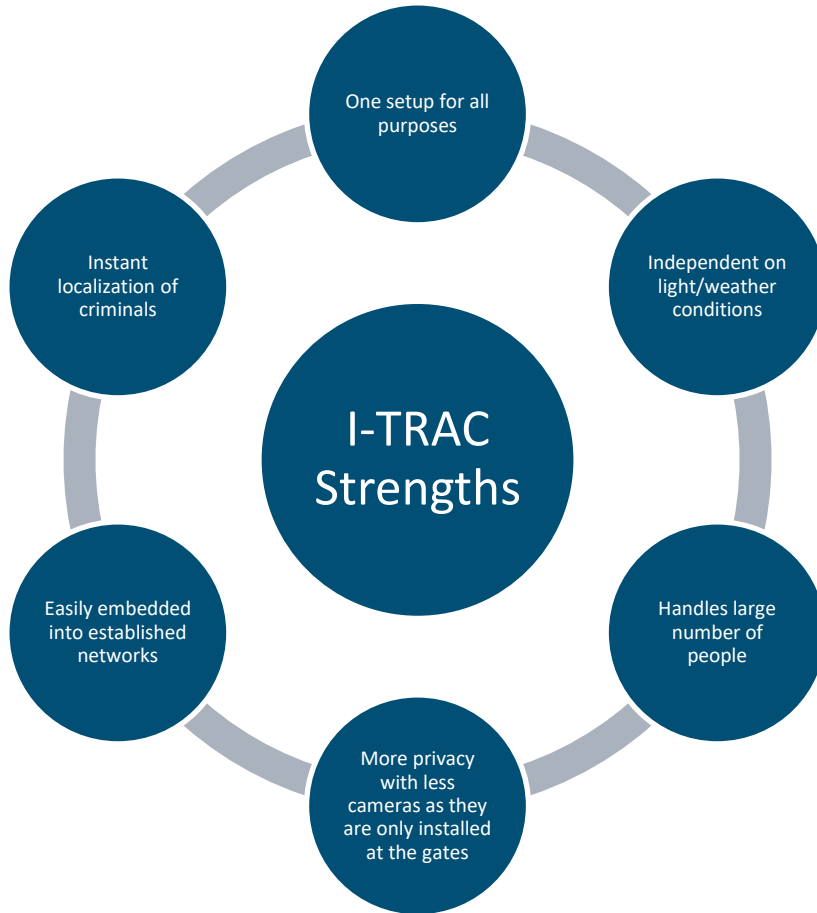 One setup for all
purposes
Independent on
light/weather
conditions
Handles large
number of
people
More privacy
with less
cameras as they
are only installed
at the gates
Easily embedded
into established
networks
Instant
localization of
criminals
I-TRAC
Strengths